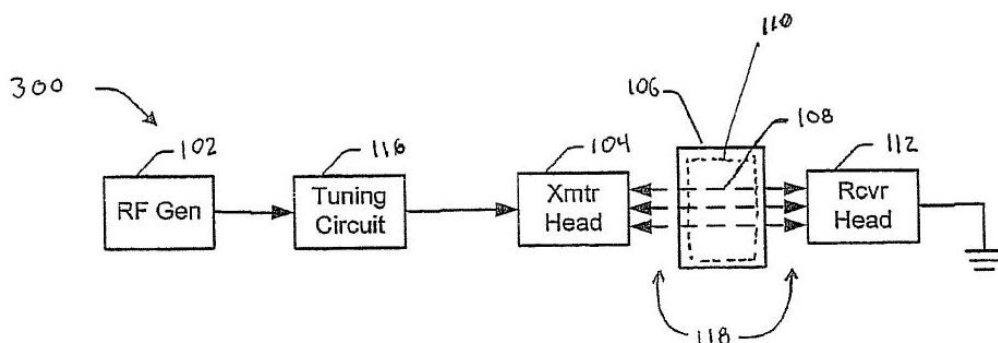 110
300
106
108
102
116
104
112
RF Gen
Tuning
Circuit
Xmtr
Head
Rcvr
Head
118